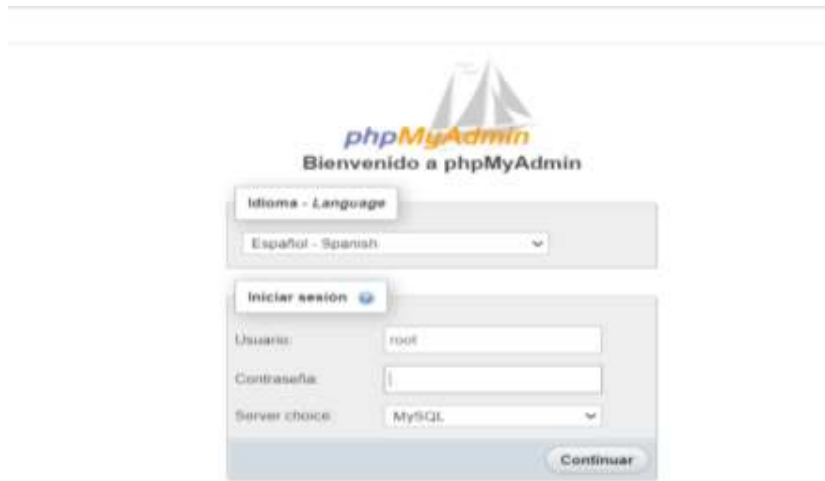 phpMyAdmin
Bienvenido a phpMyAdmin
Idioma - Language
Español - Spanish
Iniciar sesión
Usuario:
root
Contraseña:
Server choice:
MySQL
Continuar